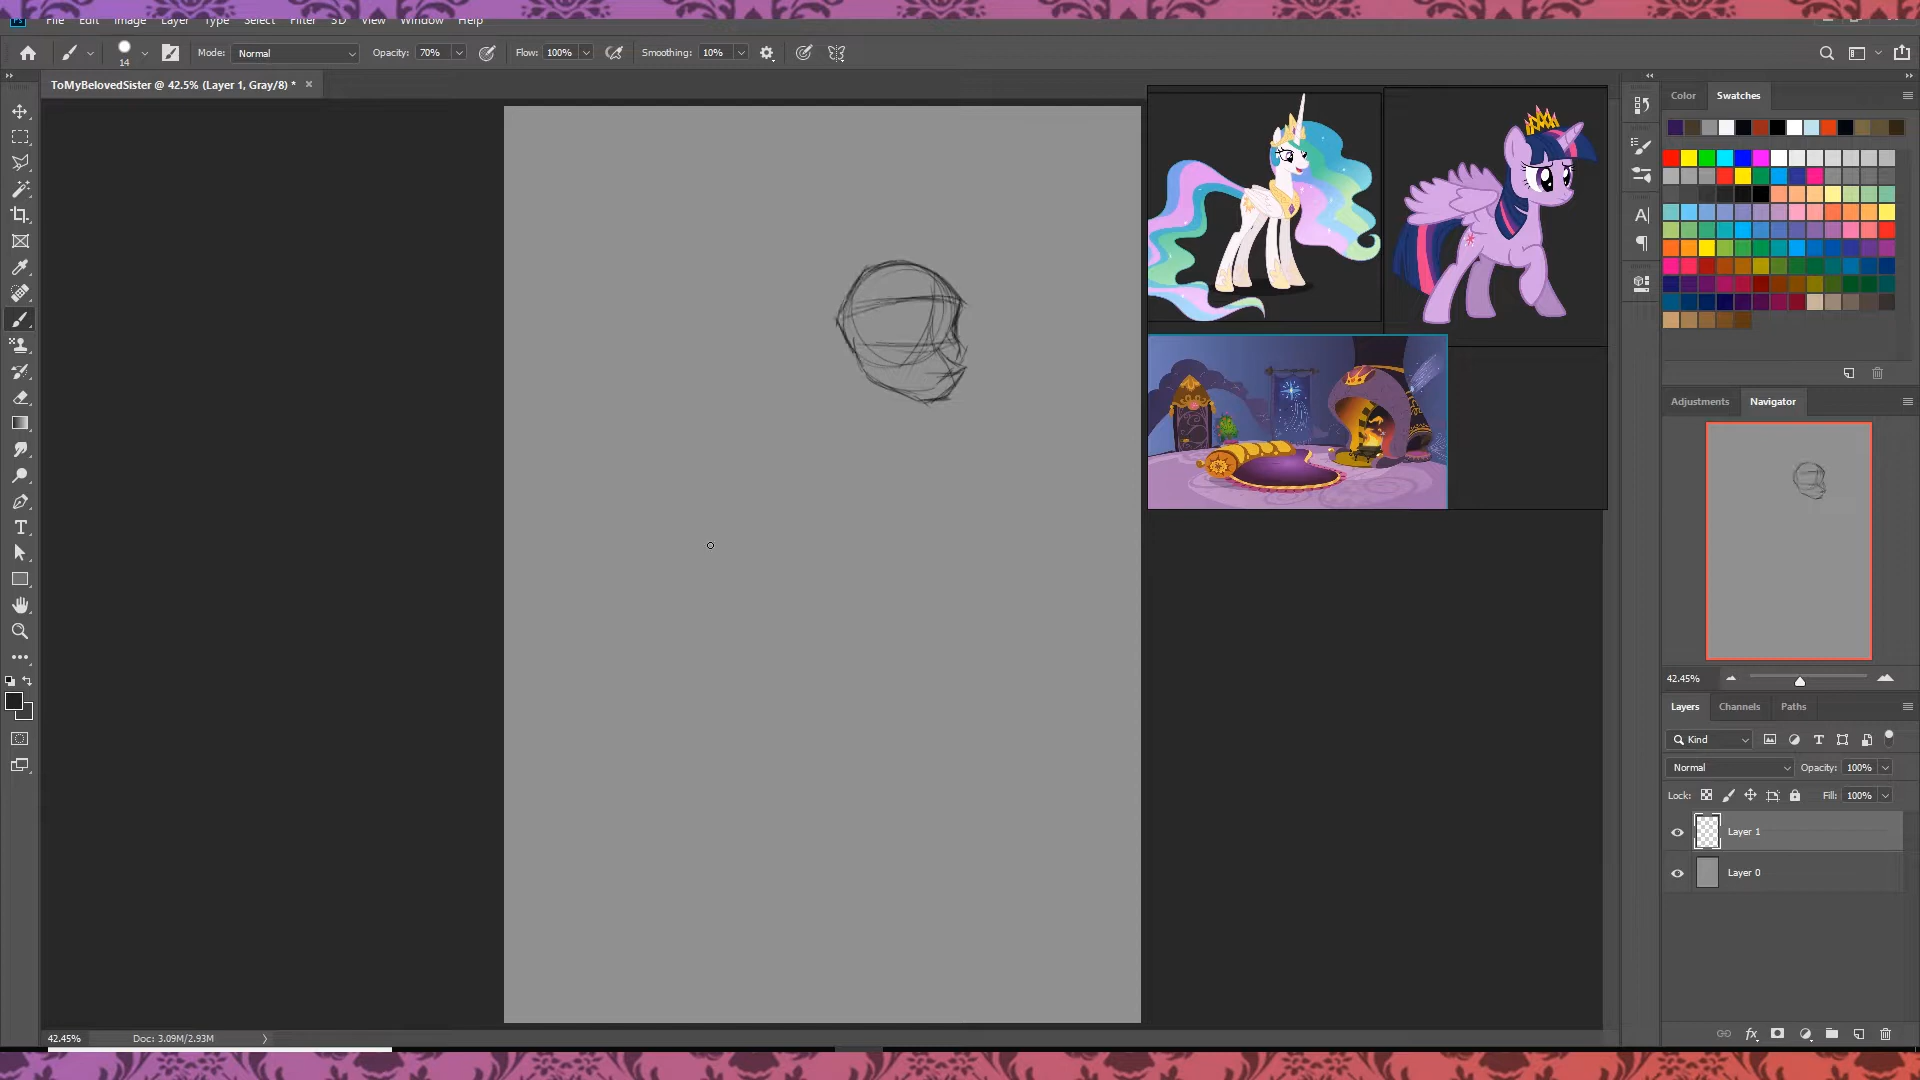 Ps File Edit Image Layer Type Select Filter 3D View Window Help
14 Mode: Normal Opacity: 70% Flow: 100% Smoothing: 10%
ToMyBelovedSister @ 42.5% (Layer 1, Gray/8) * ×
Color Swatches
Adjustments Navigator
42.45%
Layers Channels Paths
Kind
Normal Opacity: 100%
Lock: Fill: 100%
Layer 1
Layer 0
42.45% Doc: 3.09M/2.93M